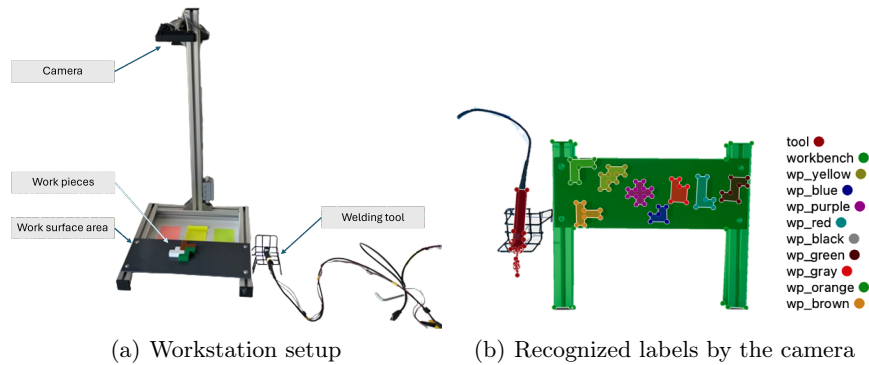 Camera
Work pieces
Work surface area
Welding tool
(a) Workstation setup
tool
workbench
wp_yellow
wp_blue
wp_purple
wp_red
wp_black
wp_green
wp_gray
wp_orange
wp_brown
(b) Recognized labels by the camera